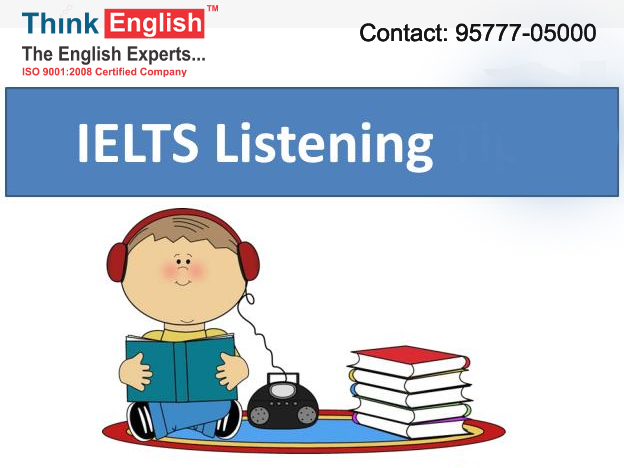 Think English™
The English Experts...
ISO 9001:2008 Certified Company
Contact: 95777-05000
IELTS Listening